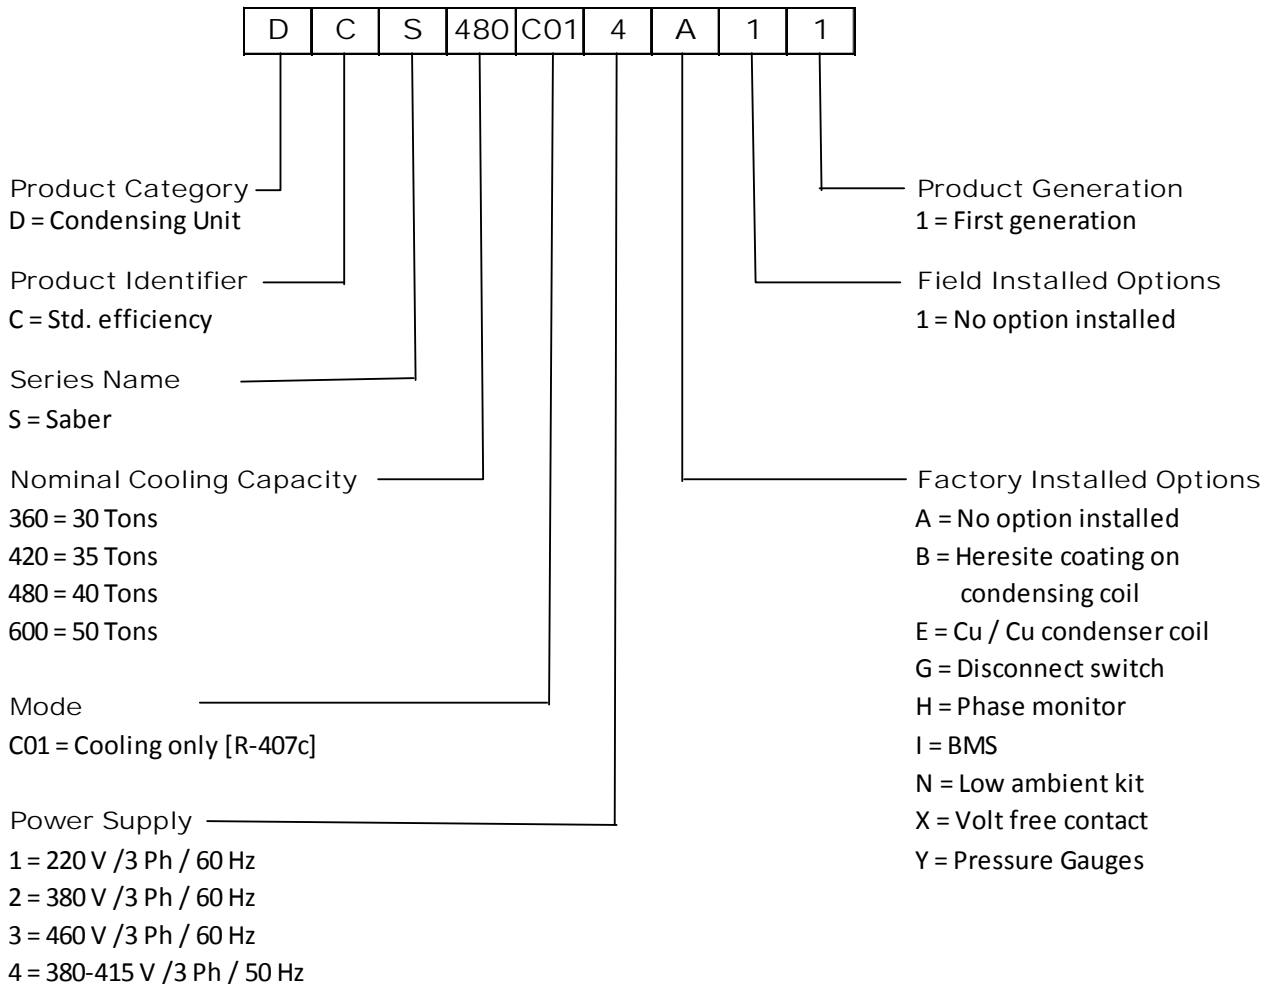 D C S 480 C01 4 A 1 1
Product Category
D = Condensing Unit
Product Identifier
C = Std. efficiency
Series Name
S = Saber
Nominal Cooling Capacity
360 = 30 Tons
420 = 35 Tons
480 = 40 Tons
600 = 50 Tons
Mode
C01 = Cooling only [R-407c]
Power Supply
1 = 220 V /3 Ph / 60 Hz
2 = 380 V /3 Ph / 60 Hz
3 = 460 V /3 Ph / 60 Hz
4 = 380-415 V /3 Ph / 50 Hz
Product Generation
1 = First generation
Field Installed Options
1 = No option installed
Factory Installed Options
A = No option installed
B = Heresite coating on
condensing coil
E = Cu / Cu condenser coil
G = Disconnect switch
H = Phase monitor
I = BMS
N = Low ambient kit
X = Volt free contact
Y = Pressure Gauges